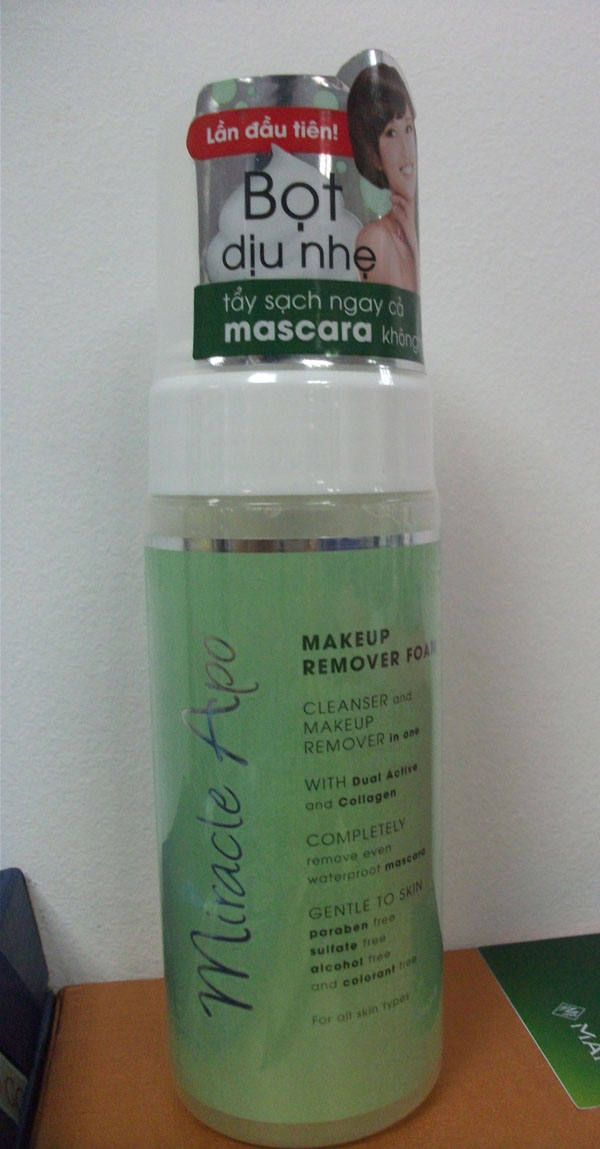 Lần đầu tiên!
Bọt
dịu nhẹ
tẩy sạch ngay cả
mascara không
Miracle Apo
MAKEUP
REMOVER FOAM
CLEANSER and
MAKEUP
REMOVER in one
WITH Dual Active
and Collagen
COMPLETELY
remove even
waterproof mascara
GENTLE TO SKIN
paraben free
sulfate free
alcohol free
and colorant free
For all skin types